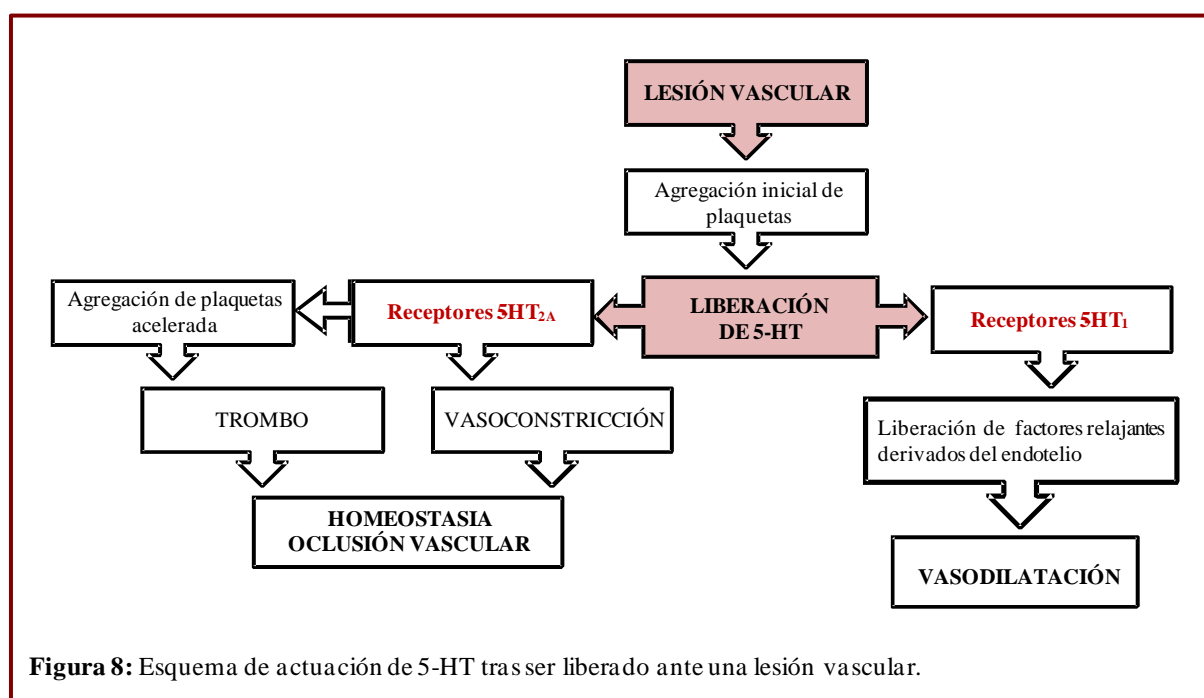 LESIÓN VASCULAR
Agregación inicial de
plaquetas
LIBERACIÓN
DE 5-HT
Receptores 5HT2A
Agregación de plaquetas
acelerada
TROMBO
VASOCONSTRICCIÓN
HOMEOSTASIA
OCLUSIÓN VASCULAR
Receptores 5HT1
Liberación de factores relajantes
derivados del endotelio
VASODILATACIÓN
Figura 8: Esquema de actuación de 5-HT tras ser liberado ante una lesión vascular.